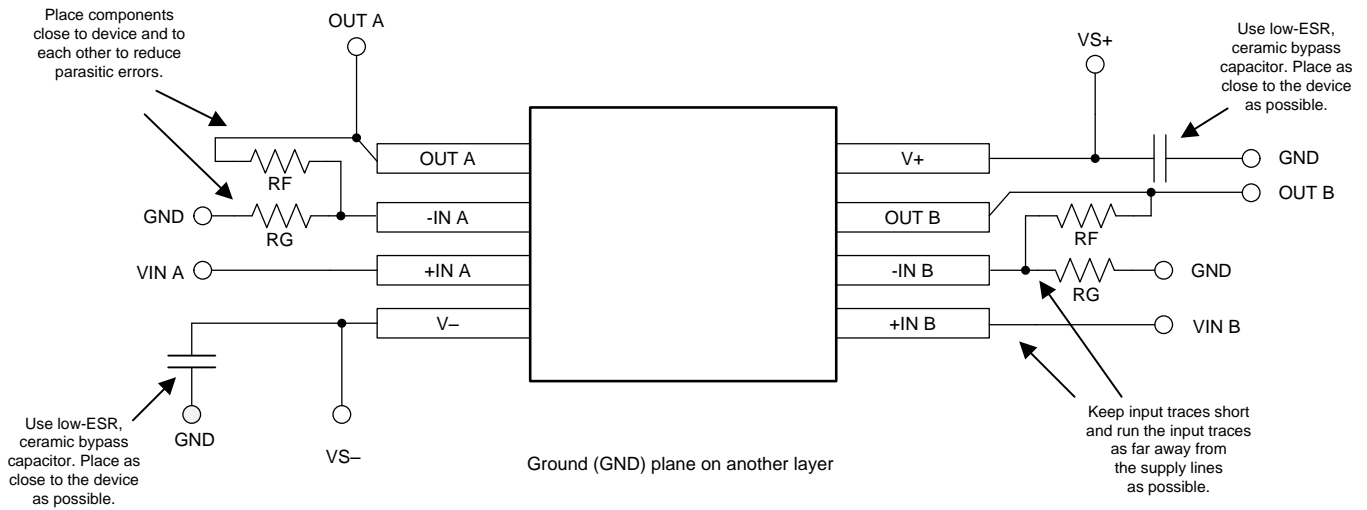 Place components
close to device and to
each other to reduce
parasitic errors.
OUT A
VS+
Use low-ESR,
ceramic bypass
capacitor. Place as
close to the device
as possible.
OUT A
V+
GND
RF
OUT B
OUT B
GND
-IN A
RF
RG
VIN A
+IN A
-IN B
GND
RG
V–
+IN B
VIN B
Use low-ESR,
ceramic bypass
capacitor. Place as
close to the device
as possible.
GND
VS–
Ground (GND) plane on another layer
Keep input traces short
and run the input traces
as far away from
the supply lines
as possible.